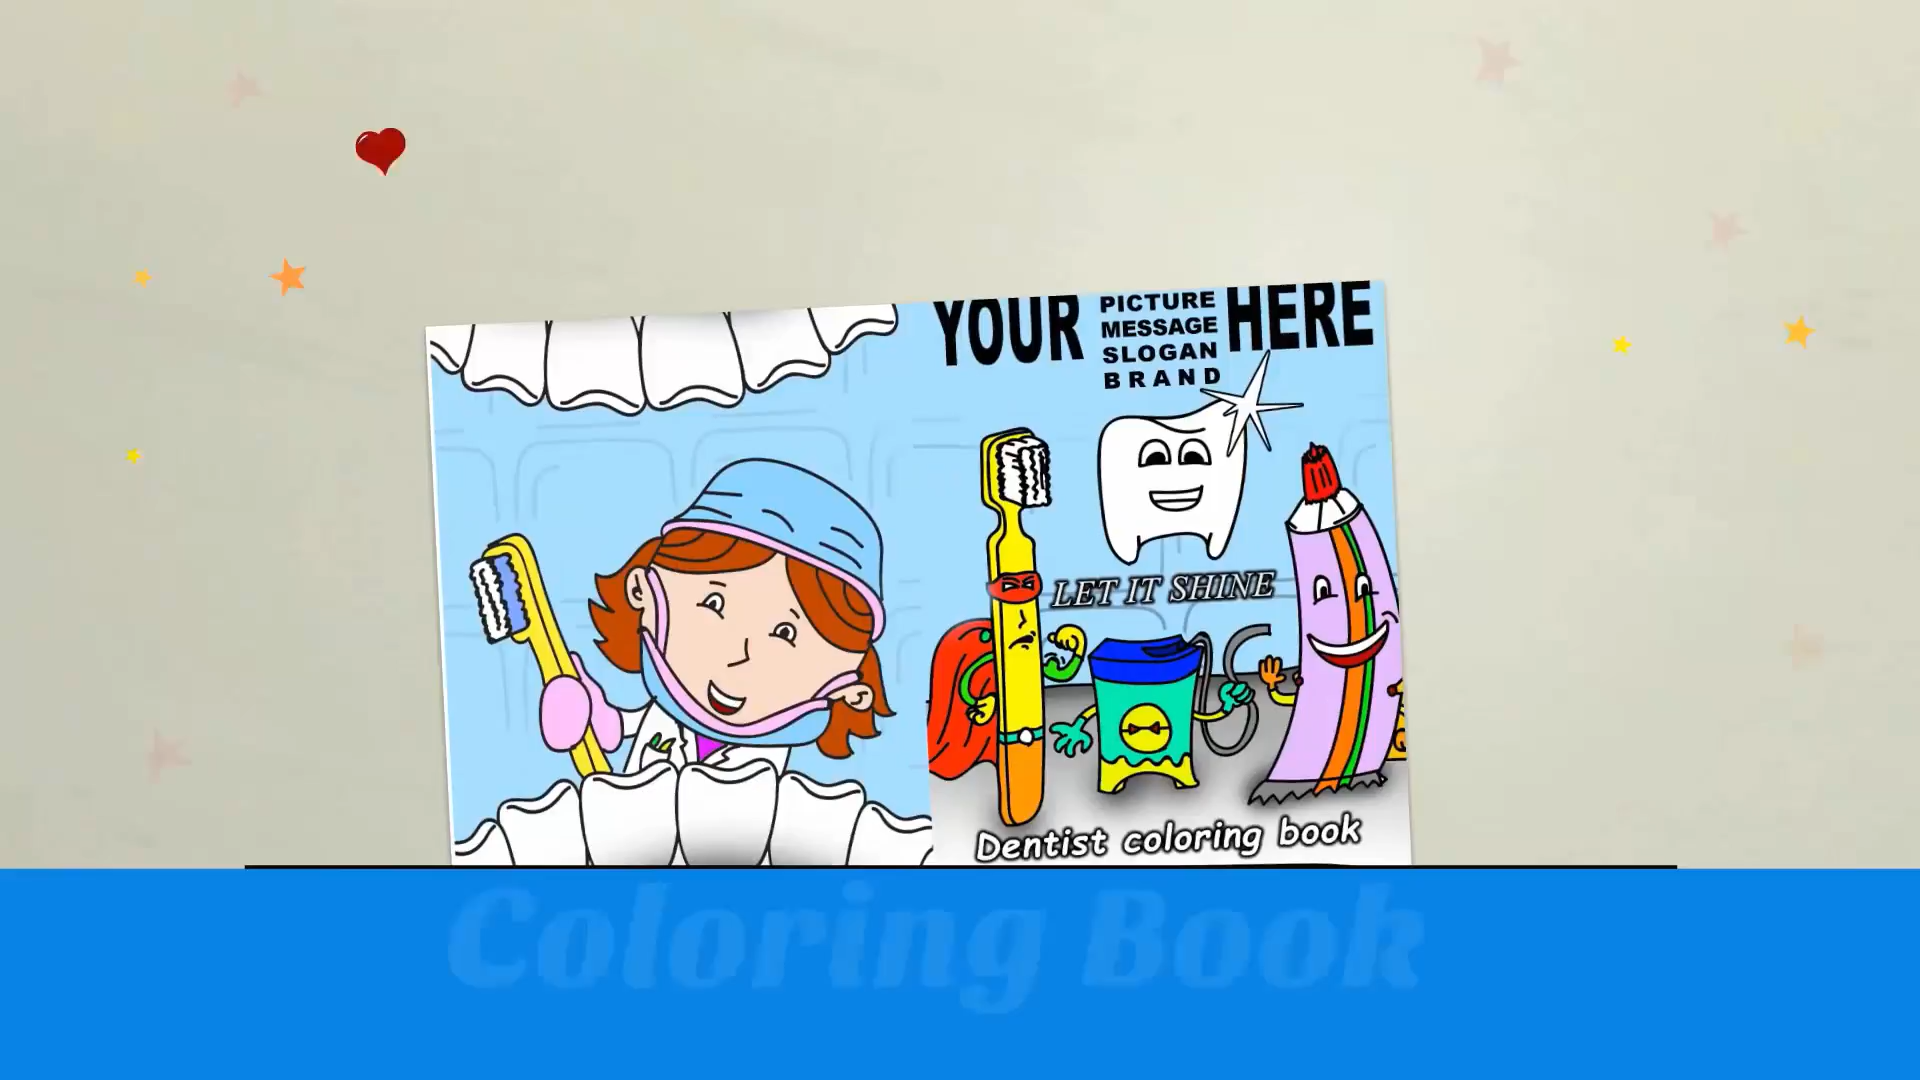 YOUR PICTURE MESSAGE SLOGAN BRAND HERE
LET IT SHINE
Dentist coloring book
Coloring Book